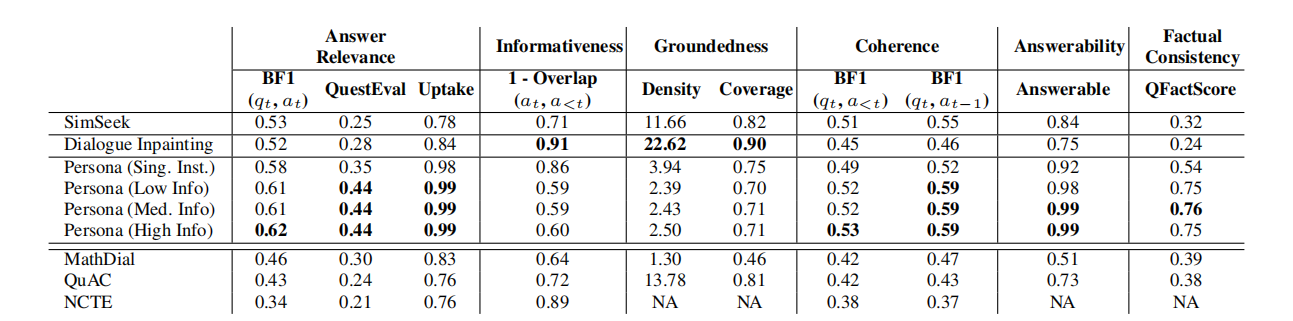 Answer Relevance Informativeness Groundedness Coherence Answerability Factual Consistency
BF1 (qt, at) QuestEval Uptake 1 - Overlap (at, a<t) Density Coverage BF1 (qt, a<t) BF1 (qt, at−1) Answerable QFactScore
SimSeek 0.53 0.25 0.78 0.71 11.66 0.82 0.51 0.55 0.84 0.32
Dialogue Inpainting 0.52 0.28 0.84 0.91 22.62 0.90 0.45 0.46 0.75 0.24
Persona (Sing. Inst.) 0.58 0.35 0.98 0.86 3.94 0.75 0.49 0.52 0.92 0.54
Persona (Low Info) 0.61 0.44 0.99 0.59 2.39 0.70 0.52 0.59 0.98 0.75
Persona (Med. Info) 0.61 0.44 0.99 0.59 2.43 0.71 0.52 0.59 0.99 0.76
Persona (High Info) 0.62 0.44 0.99 0.60 2.50 0.71 0.53 0.59 0.99 0.75
MathDial 0.46 0.30 0.83 0.64 1.30 0.46 0.42 0.47 0.51 0.39
QuAC 0.43 0.24 0.76 0.72 13.78 0.81 0.42 0.43 0.73 0.38
NCTE 0.34 0.21 0.76 0.89 NA NA 0.38 0.37 NA NA